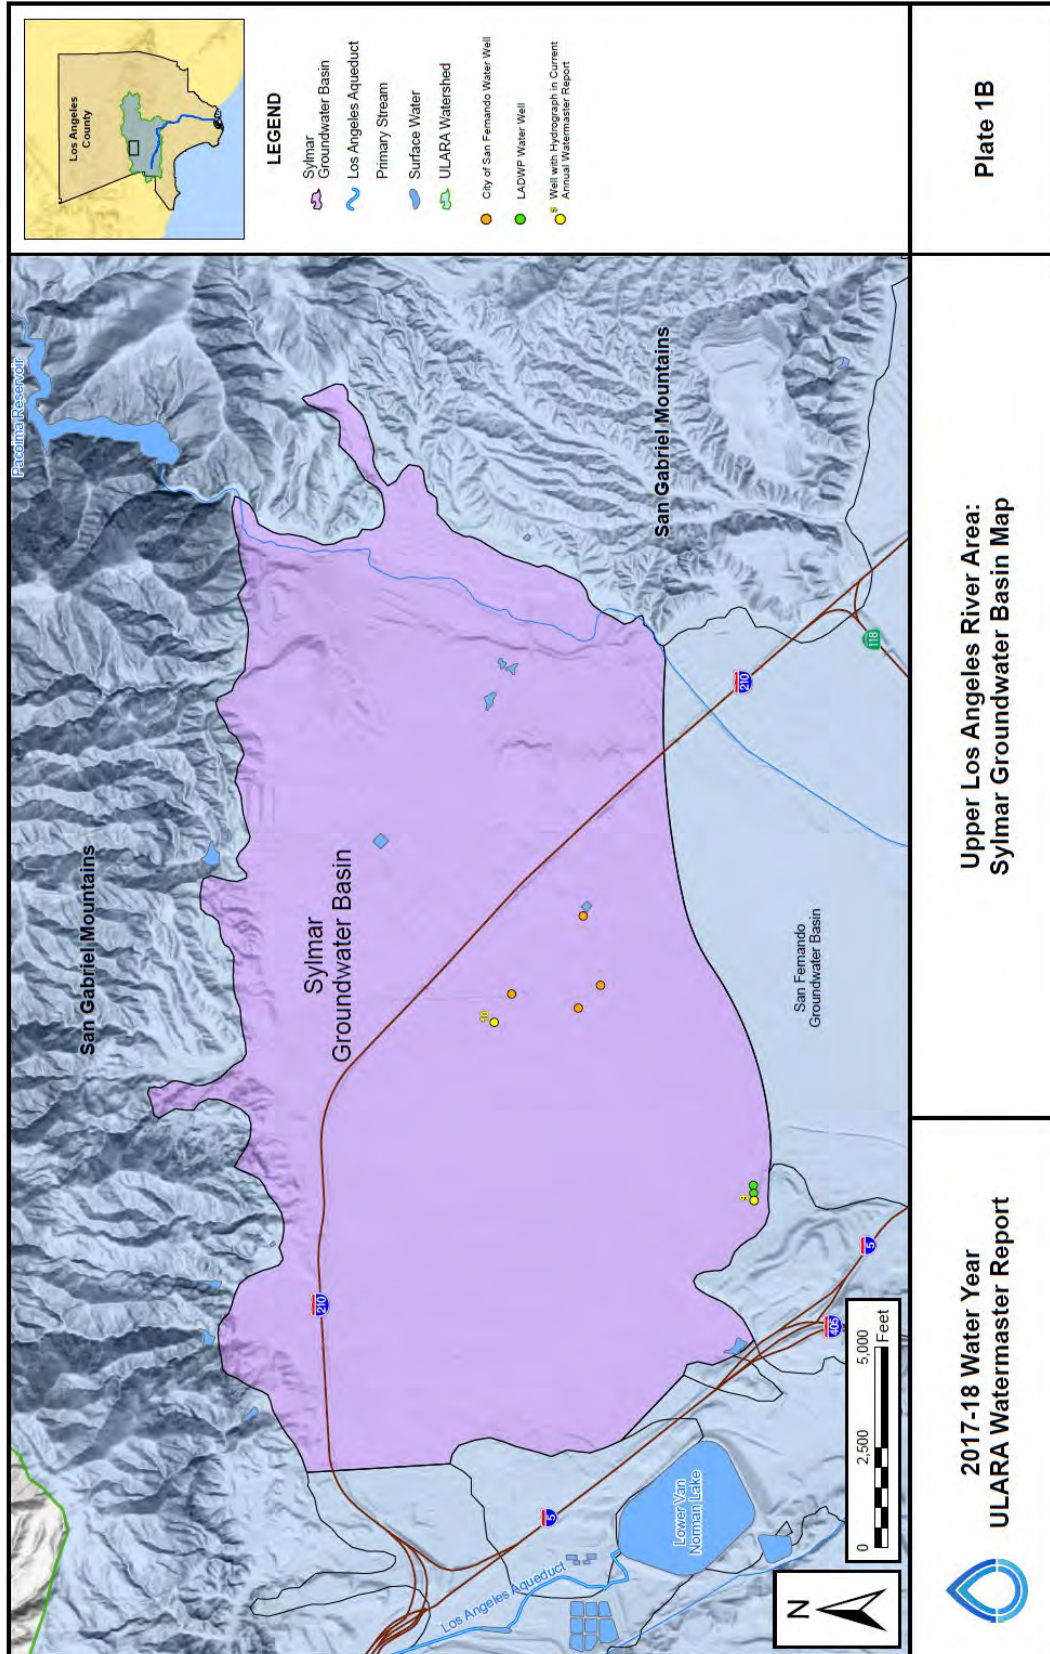 Pacoima Reservoir
San Gabriel Mountains
San Gabriel Mountains
Sylmar
Groundwater Basin
210
210
118
San Fernando
Groundwater Basin
10
5
5
405
Lower Van
Norman Lake
Los Angeles Aqueduct
N
0
2,500
5,000
Feet
Los Angeles
County
LEGEND
Sylmar
Groundwater Basin
Los Angeles Aqueduct
Primary Stream
Surface Water
ULARA Watershed
City of San Fernando Water Well
LADWP Water Well
Well with Hydrograph in Current
Annual Watermaster Report
2017-18 Water Year
ULARA Watermaster Report
Upper Los Angeles River Area:
Sylmar Groundwater Basin Map
Plate 1B